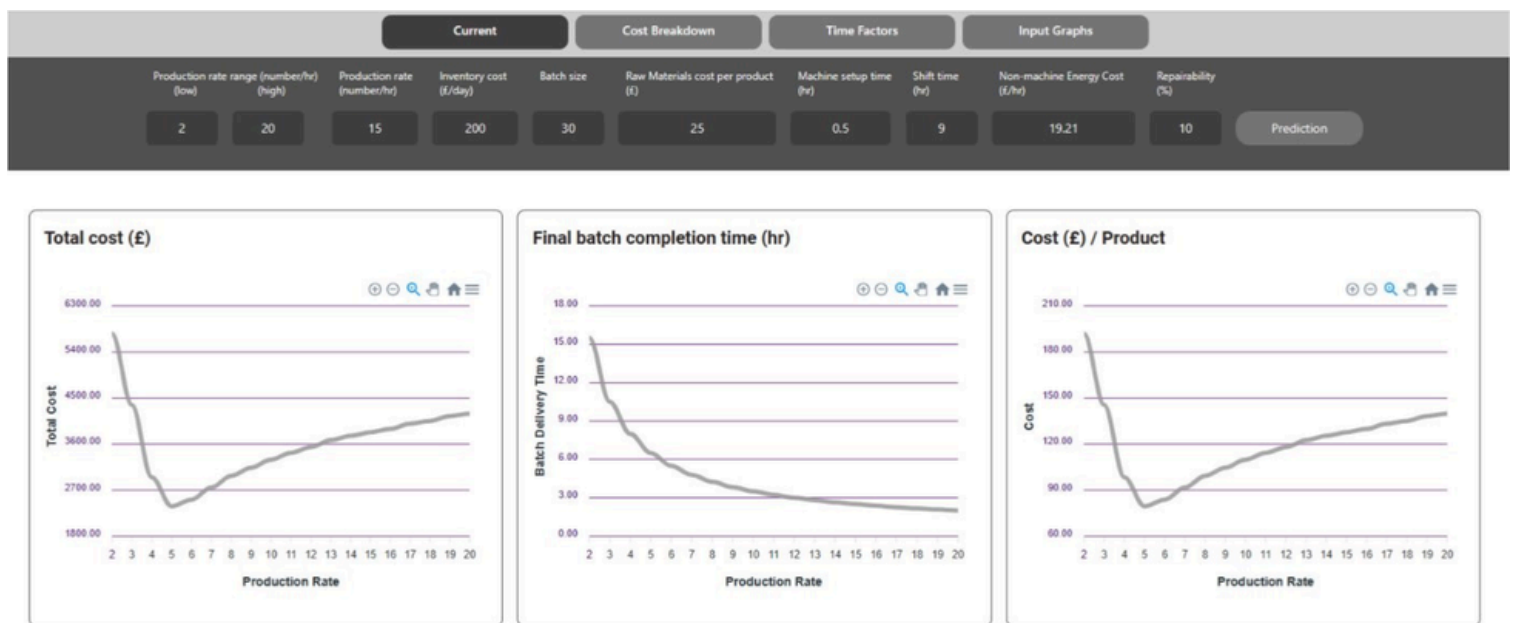 Current Cost Breakdown Time Factors Input Graphs
Production rate range (number/hr) Production rate Inventory cost Batch size Raw Materials cost per product Machine setup time Shift time Non-machine Energy Cost Repairability
(low) (high) (number/hr) (£/day) (£) (hr) (hr) (£/hr) (%)
2 20 15 200 30 25 0.5 9 19.21 10 Prediction
Total cost (£)
6300.00
5400.00
4500.00
3600.00
2700.00
1800.00
Total Cost
2 3 4 5 6 7 8 9 10 11 12 13 14 15 16 17 18 19 20
Production Rate
Final batch completion time (hr)
18.00
15.00
12.00
9.00
6.00
3.00
0.00
Batch Delivery Time
2 3 4 5 6 7 8 9 10 11 12 13 14 15 16 17 18 19 20
Production Rate
Cost (£) / Product
210.00
180.00
150.00
120.00
90.00
60.00
Cost
2 3 4 5 6 7 8 9 10 11 12 13 14 15 16 17 18 19 20
Production Rate